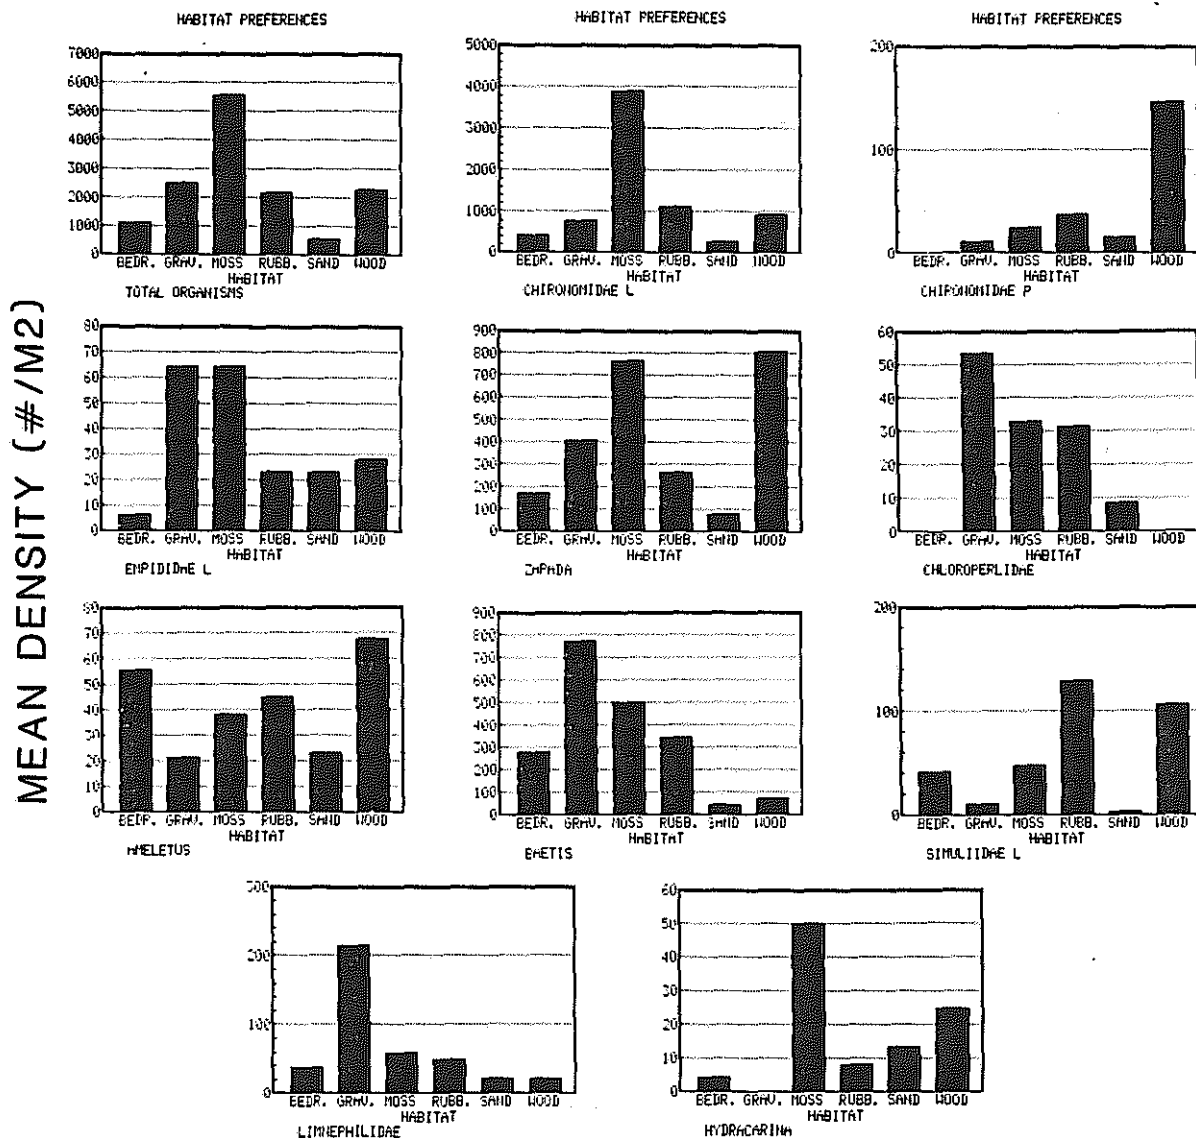 HABITAT PREFERENCES
HABITAT PREFERENCES
HABITAT PREFERENCES
MEAN DENSITY (#/M2)
7000
6000
5000
4000
3000
2000
1000
0
BEDR. GRAV. MOSS RUBB. SAND WOOD
HABITAT
TOTAL ORGANISMS
5000
4000
3000
2000
1000
0
BEDR. GRAV. MOSS RUBB. SAND WOOD
HABITAT
CHIRONOMIDAE L
200
100
0
BEDR. GRAV. MOSS RUBB. SAND WOOD
HABITAT
CHIRONOMIDAE P
80
70
60
50
40
30
20
10
0
BEDR. GRAV. MOSS RUBB. SAND WOOD
HABITAT
EMPIDIDAE L
900
800
700
600
500
400
300
200
100
0
BEDR. GRAV. MOSS RUBB. SAND WOOD
HABITAT
ZAPADA
60
50
40
30
20
10
0
BEDR. GRAV. MOSS RUBB. SAND WOOD
HABITAT
CHLOROPERLIDAE
80
70
60
50
40
30
20
10
0
BEDR. GRAV. MOSS RUBB. SAND WOOD
HABITAT
AMELETUS
900
800
700
600
500
400
300
200
100
0
BEDR. GRAV. MOSS RUBB. SAND WOOD
HABITAT
BAETIS
200
100
0
BEDR. GRAV. MOSS RUBB. SAND WOOD
HABITAT
SIMULIIDAE L
300
200
100
0
BEDR. GRAV. MOSS RUBB. SAND WOOD
HABITAT
LIMNEPHILIDAE
60
50
40
30
20
10
0
BEDR. GRAV. MOSS RUBB. SAND WOOD
HABITAT
HYDRACARINA